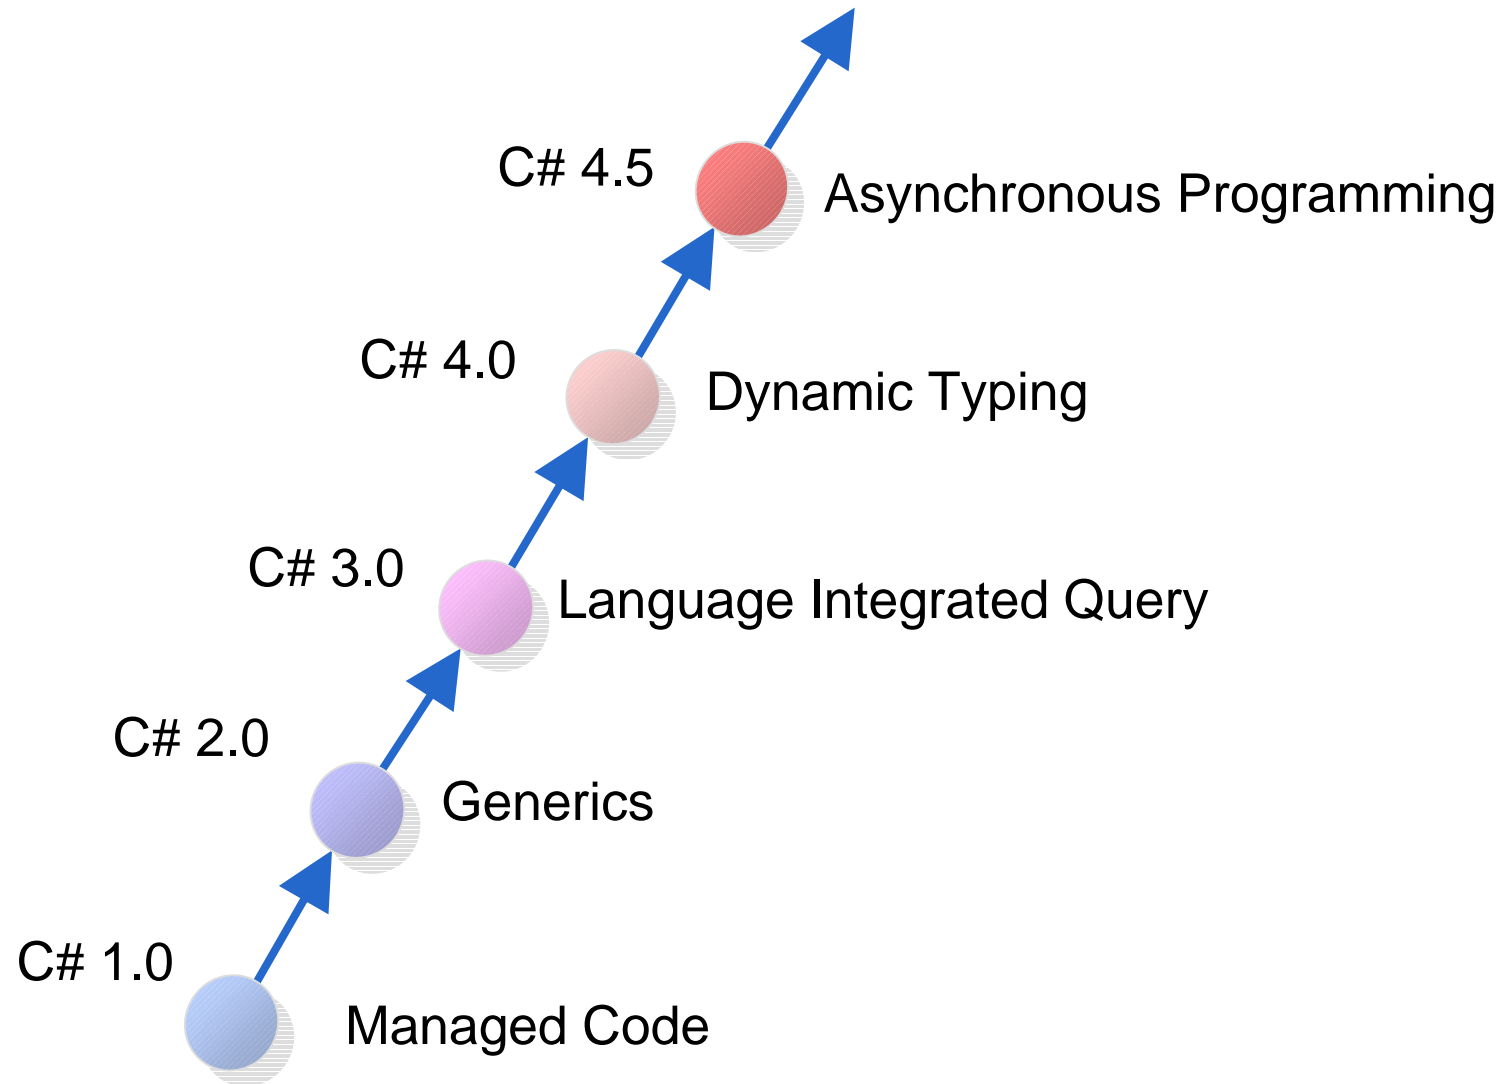 C# 4.5
Asynchronous Programming
C# 4.0
Dynamic Typing
C# 3.0
Language Integrated Query
C# 2.0
Generics
C# 1.0
Managed Code